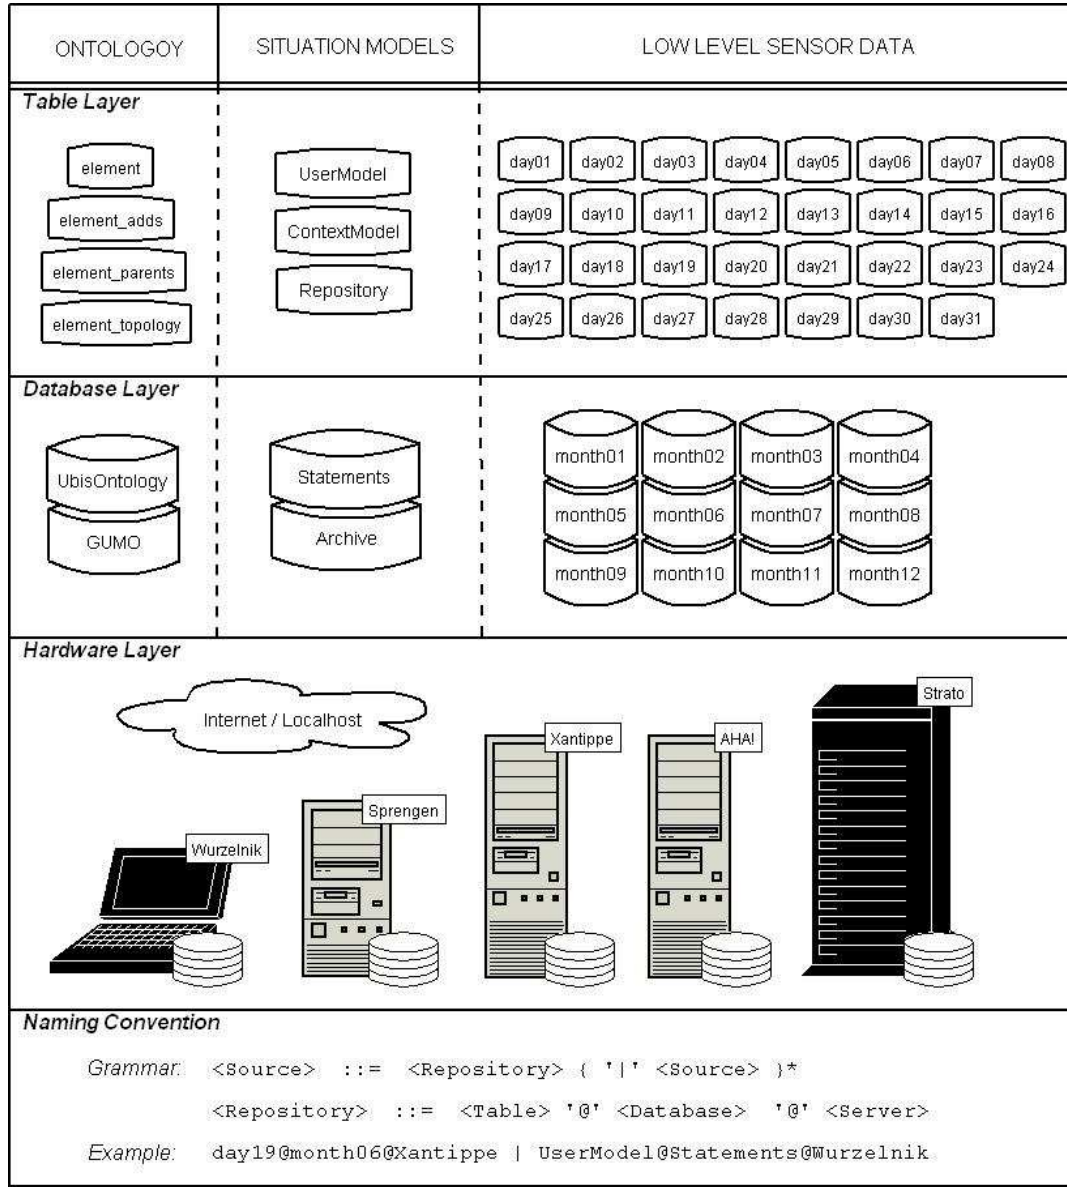 ONTOLOGOY SITUATION MODELS LOW LEVEL SENSOR DATA
Table Layer
element
element_adds
element_parents
element_topology
UserModel
ContextModel
Repository
day01 day02 day03 day04 day05 day06 day07 day08
day09 day10 day11 day12 day13 day14 day15 day16
day17 day18 day19 day20 day21 day22 day23 day24
day25 day26 day27 day28 day29 day30 day31
Database Layer
UbisOntology
GUMO
Statements
Archive
month01 month02 month03 month04
month05 month06 month07 month08
month09 month10 month11 month12
Hardware Layer
Internet / Localhost
Wurzelnik
Sprengen
Xantippe
AHA!
Strato
Naming Convention
Grammar: <Source> ::= <Repository> { '|' <Source> }*
<Repository> ::= <Table> '@' <Database> '@' <Server>
Example: day19@month06@Xantippe | UserModel@Statements@Wurzelnik